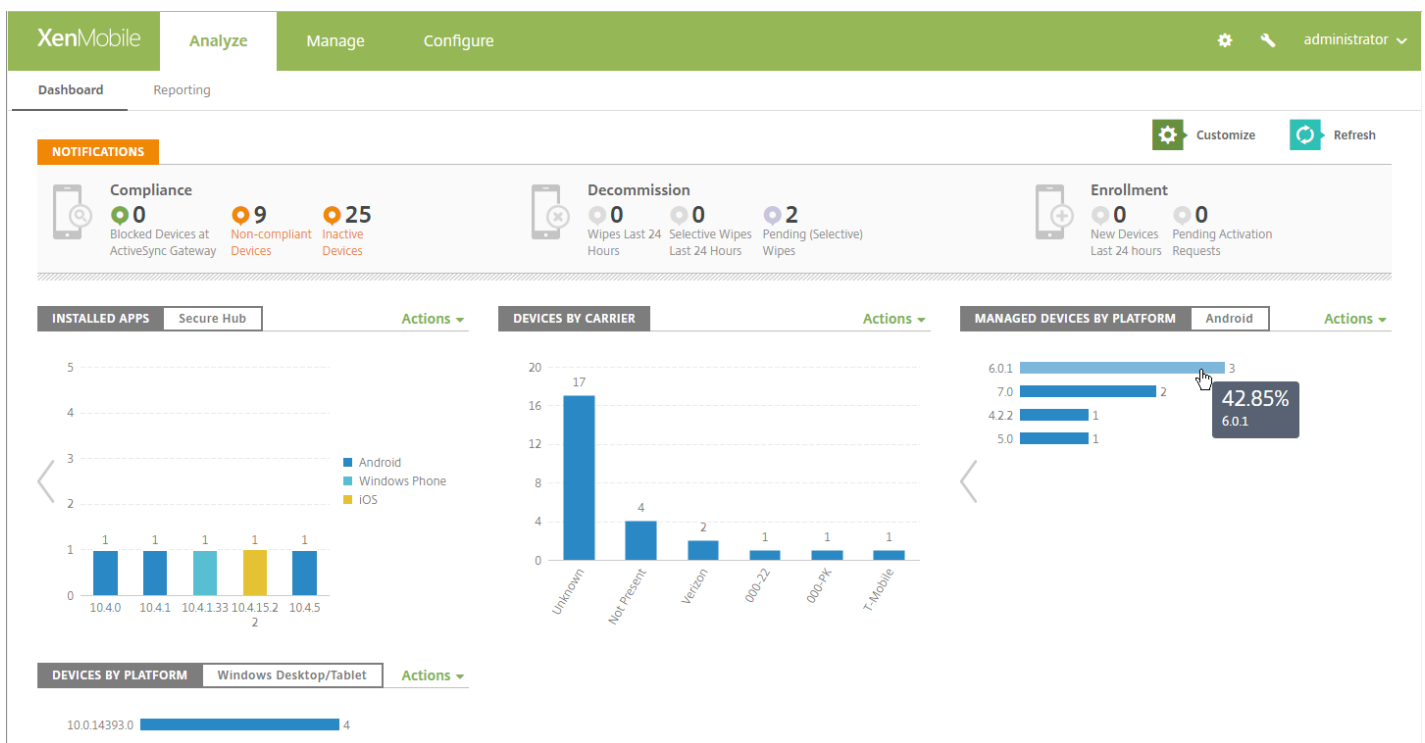 XenMobile Analyze Manage Configure administrator
Dashboard Reporting
Customize Refresh
NOTIFICATIONS
Compliance
0 9 25
Blocked Devices at Non-compliant Inactive
ActiveSync Gateway Devices Devices
Decommission
0 0 2
Wipes Last 24 Selective Wipes Pending (Selective)
Hours Last 24 Hours Wipes
Enrollment
0 0
New Devices Pending Activation
Last 24 hours Requests
INSTALLED APPS Secure Hub Actions
5
4
3
2
1
0
1 1 1 1 1
10.4.0 10.4.1 10.4.1.33 10.4.15.2 10.4.5
2
Android
Windows Phone
iOS
DEVICES BY CARRIER Actions
20
16
12
8
4
0
17 4 2 1 1 1
Unknown Not Present Verizon 000-22 000-PK T-Mobile
MANAGED DEVICES BY PLATFORM Android Actions
6.0.1 3
7.0 2
4.2.2 1
5.0 1
42.85%
6.0.1
DEVICES BY PLATFORM Windows Desktop/Tablet Actions
10.0.14393.0 4